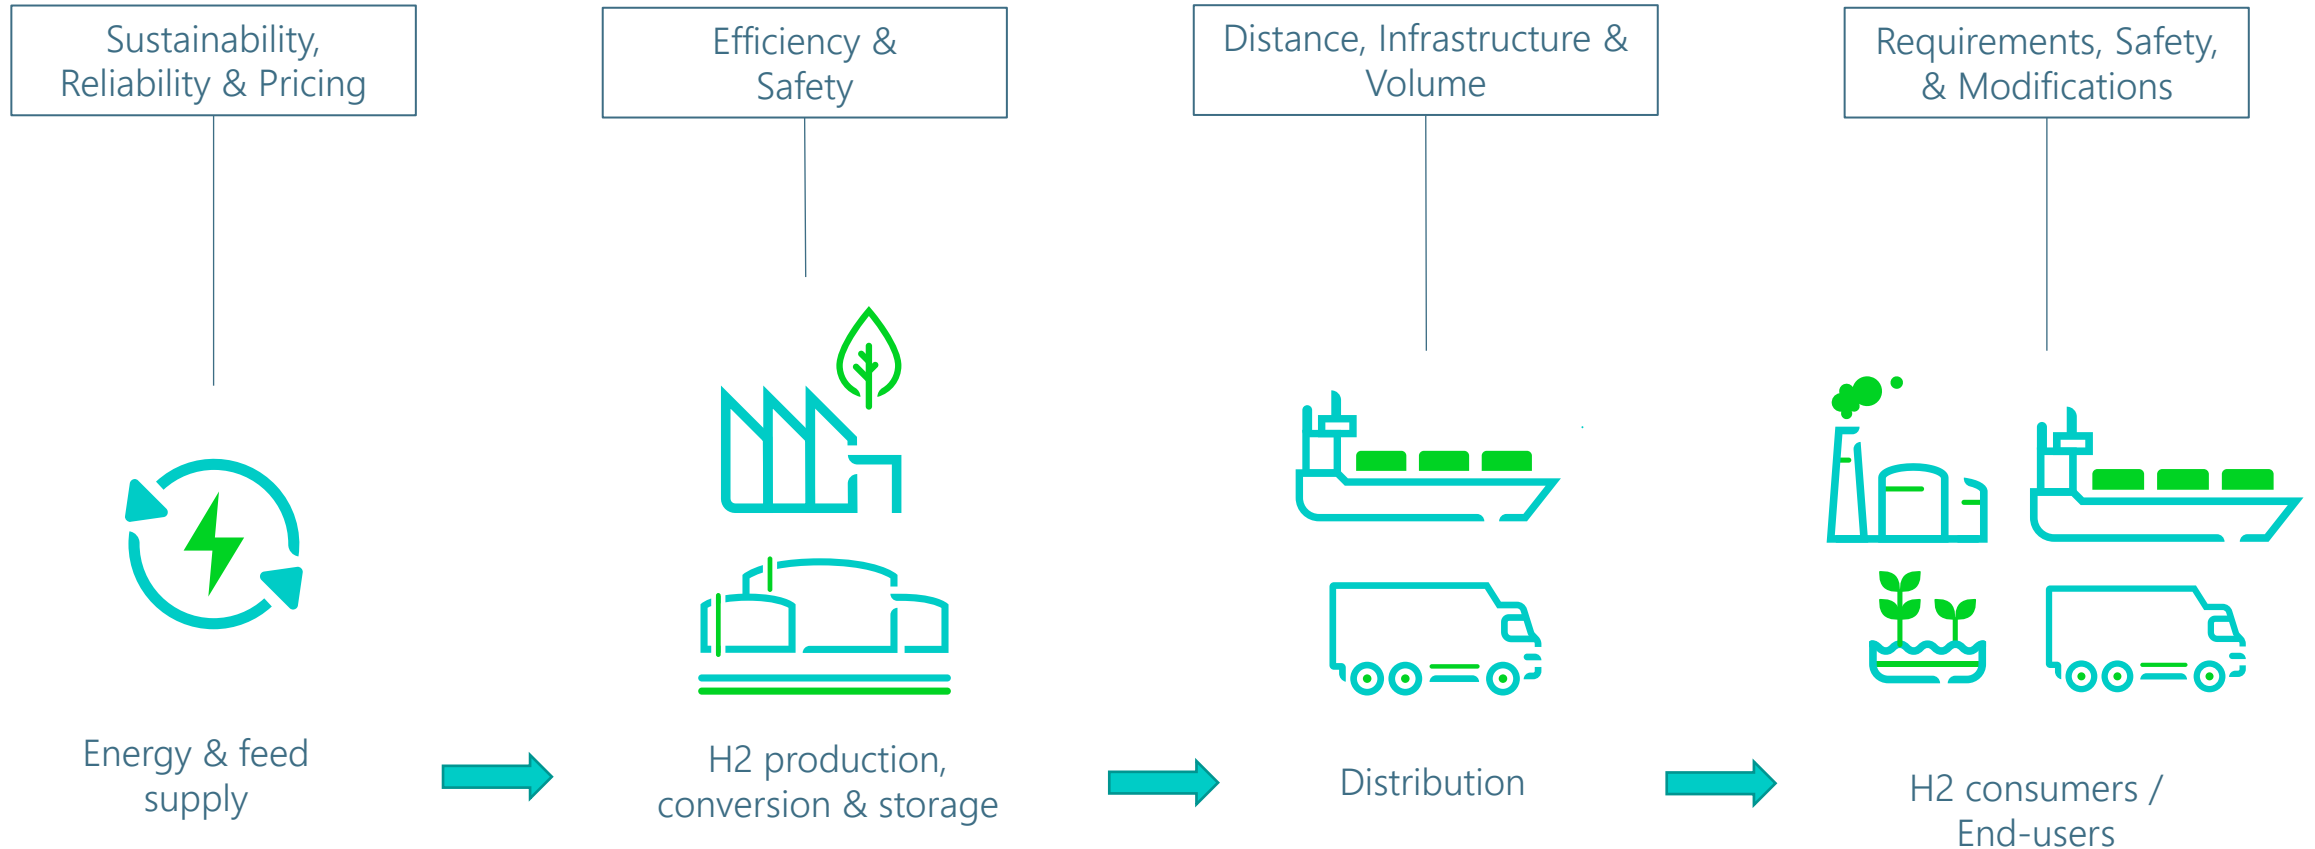 Sustainability,
Reliability & Pricing
Efficiency &
Safety
Distance, Infrastructure &
Volume
Requirements, Safety,
& Modifications
Energy & feed
supply
H2 production,
conversion & storage
Distribution
H2 consumers /
End-users